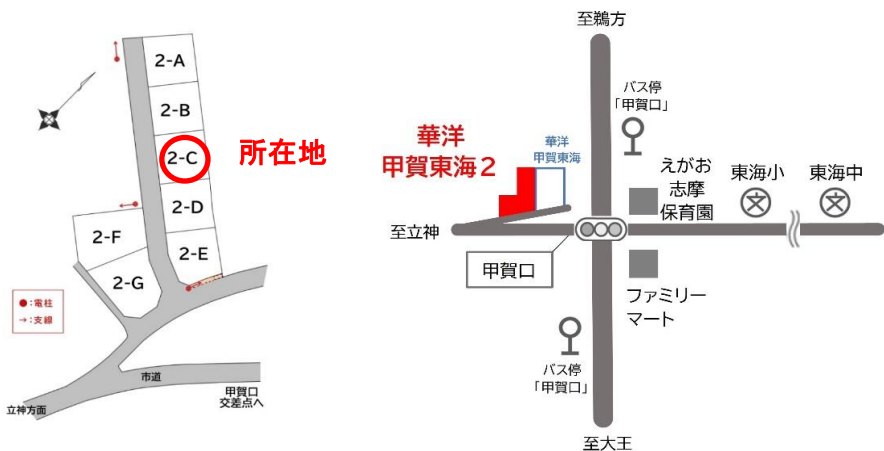 2-A
2-B
2-C
所在地
2-D
2-F
2-E
2-G
●:電柱
→:支線
市道
立神方面
甲賀口
交差点へ
至鵜方
バス停
「甲賀口」
華洋
甲賀東海2
華洋
甲賀東海
えがお
志摩
保育園
東海小
文
東海中
文
至立神
甲賀口
ファミリー
マート
バス停
「甲賀口」
至大王